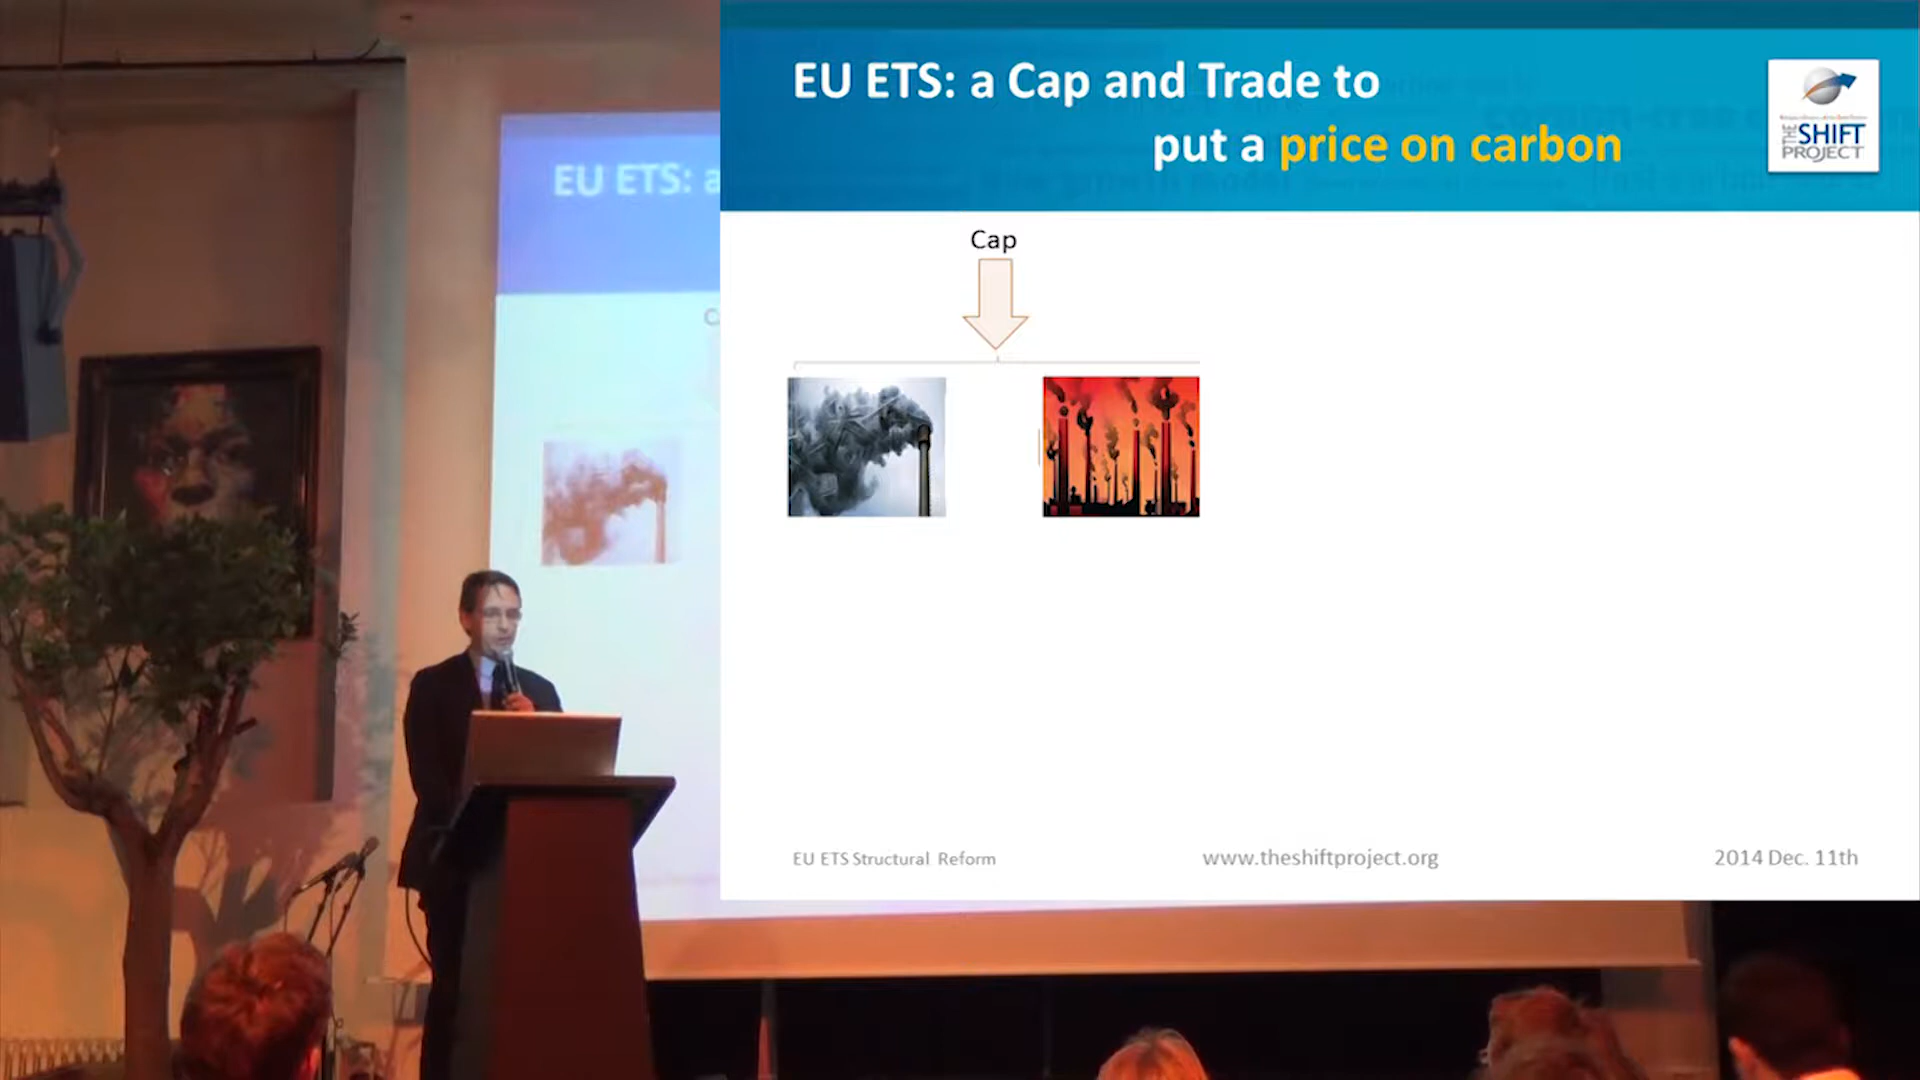 EU ETS: a Cap and Trade to
put a price on carbon
THE SHIFT
PROJECT
Cap
EU ETS: a
C
EU ETS Structural Reform
www.theshiftproject.org
2014 Dec. 11th